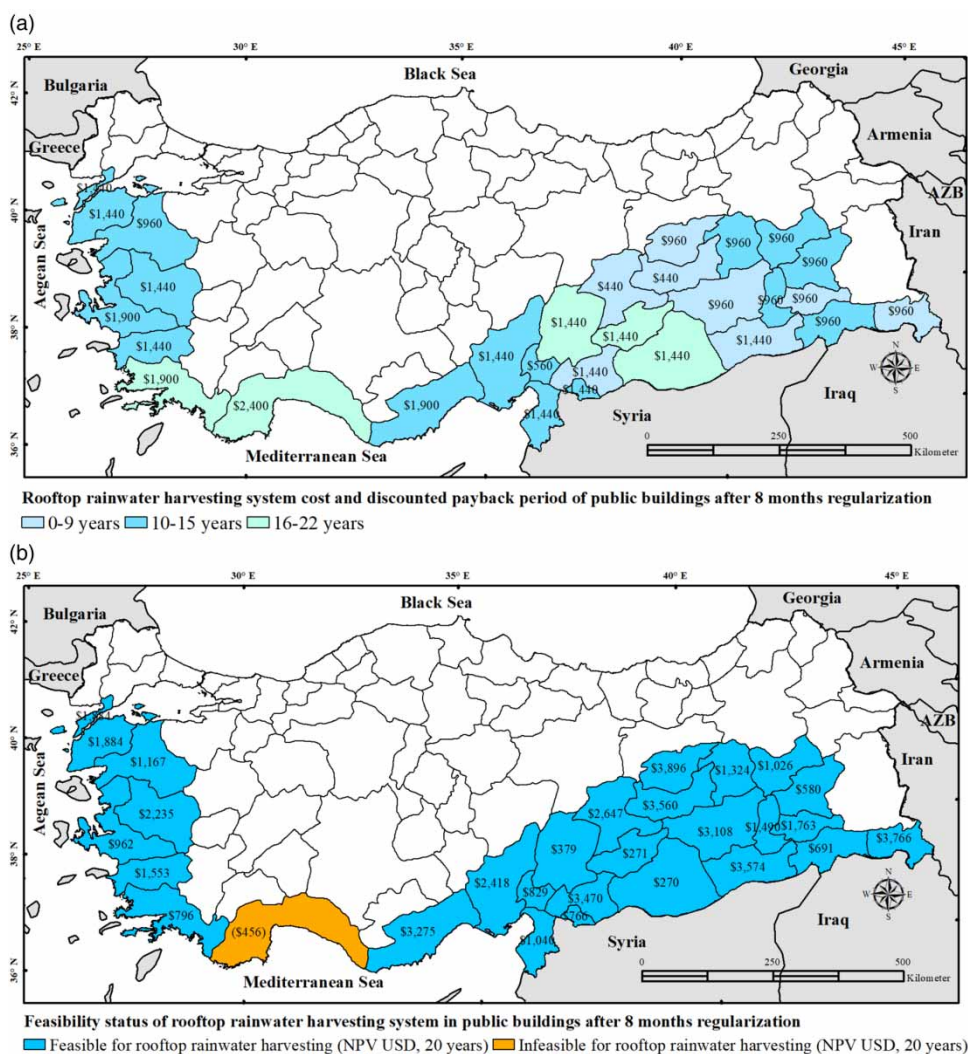 (a)
25° E 30° E 35° E 40° E 45° E
Black Sea
Georgia
Bulgaria
42° N
Greece
Armenia
AZB
$1,440
40° N
$1,440
$960
Iran
Aegean Sea
$960 $960 $960
$960
$440
$1,440
$440
$960 $960 $960
$1,900
38° N
$960 $960
$1,440
$1,440
$1,440
$1,440
$1,440
$1,440
$560
$1,900
$1,440
$2,400
$1,900
$1,440
$1,440
N
W E
S
Syria
Iraq
36° N
Mediterranean Sea
0 250 500
Kilometer
Rooftop rainwater harvesting system cost and discounted payback period of public buildings after 8 months regularization
0-9 years 10-15 years 16-22 years
(b)
25° E 30° E 35° E 40° E 45° E
Black Sea
Georgia
Bulgaria
42° N
Greece
Armenia
AZB
40° N
$1,884
$1,167
Iran
Aegean Sea
$3,896 $1,324 $1,026
$580
$2,235
$2,647
$3,560
$3,108
$1,490
$1,763
$3,766
$962
38° N
$691
$379
$271
$1,553
$3,574
$2,418
$829
$270
$3,470
$796
$766
($456)
$3,275
$1,040
N
W E
S
Syria
Iraq
36° N
Mediterranean Sea
0 250 500
Kilometer
Feasibility status of rooftop rainwater harvesting system in public buildings after 8 months regularization
Feasible for rooftop rainwater harvesting (NPV USD, 20 years) Infeasible for rooftop rainwater harvesting (NPV USD, 20 years)